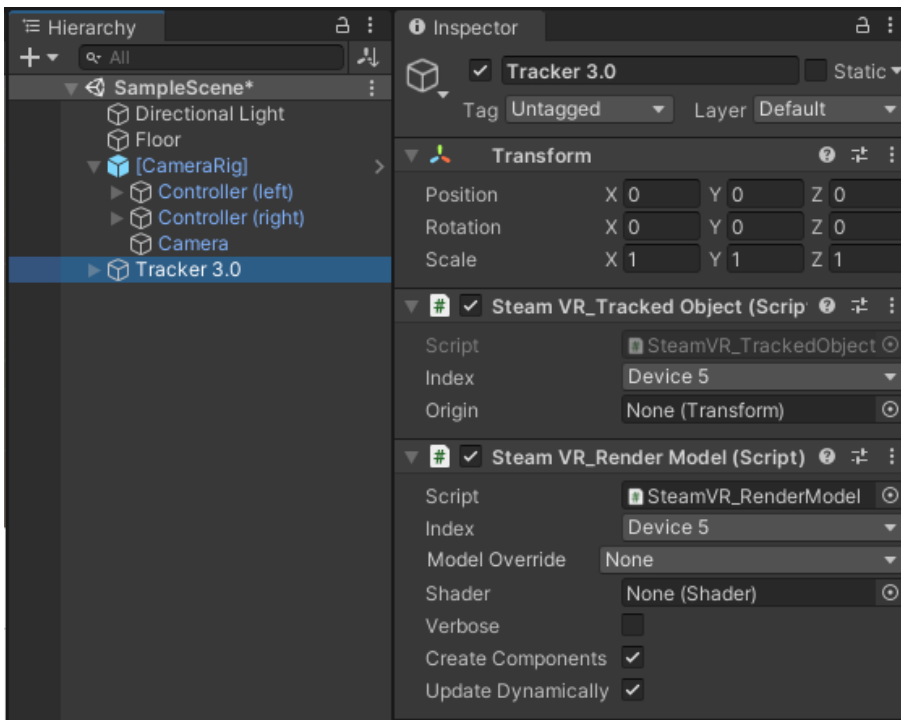 Hierarchy
All
SampleScene*
Directional Light
Floor
[CameraRig]
Controller (left)
Controller (right)
Camera
Tracker 3.0
Inspector
Tracker 3.0 Static
Tag Untagged Layer Default
Transform
Position X 0 Y 0 Z 0
Rotation X 0 Y 0 Z 0
Scale X 1 Y 1 Z 1
# Steam VR_Tracked Object (Scrip
Script # SteamVR_TrackedObject
Index Device 5
Origin None (Transform)
# Steam VR_Render Model (Script)
Script # SteamVR_RenderModel
Index Device 5
Model Override None
Shader None (Shader)
Verbose
Create Components
Update Dynamically